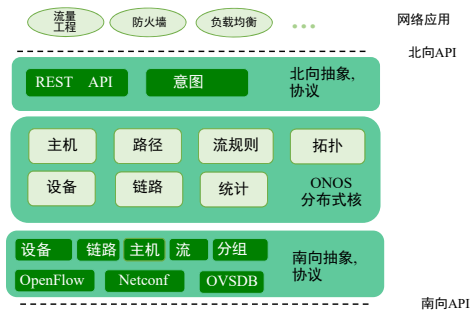 流量
工程
防火墙
负载均衡
...
网络应用
北向API
REST API
意图
北向抽象,
协议
主机
路径
流规则
拓扑
设备
链路
统计
ONOS
分布式核
设备
链路
主机
流
分组
南向抽象,
协议
OpenFlow
Netconf
OVSDB
南向API